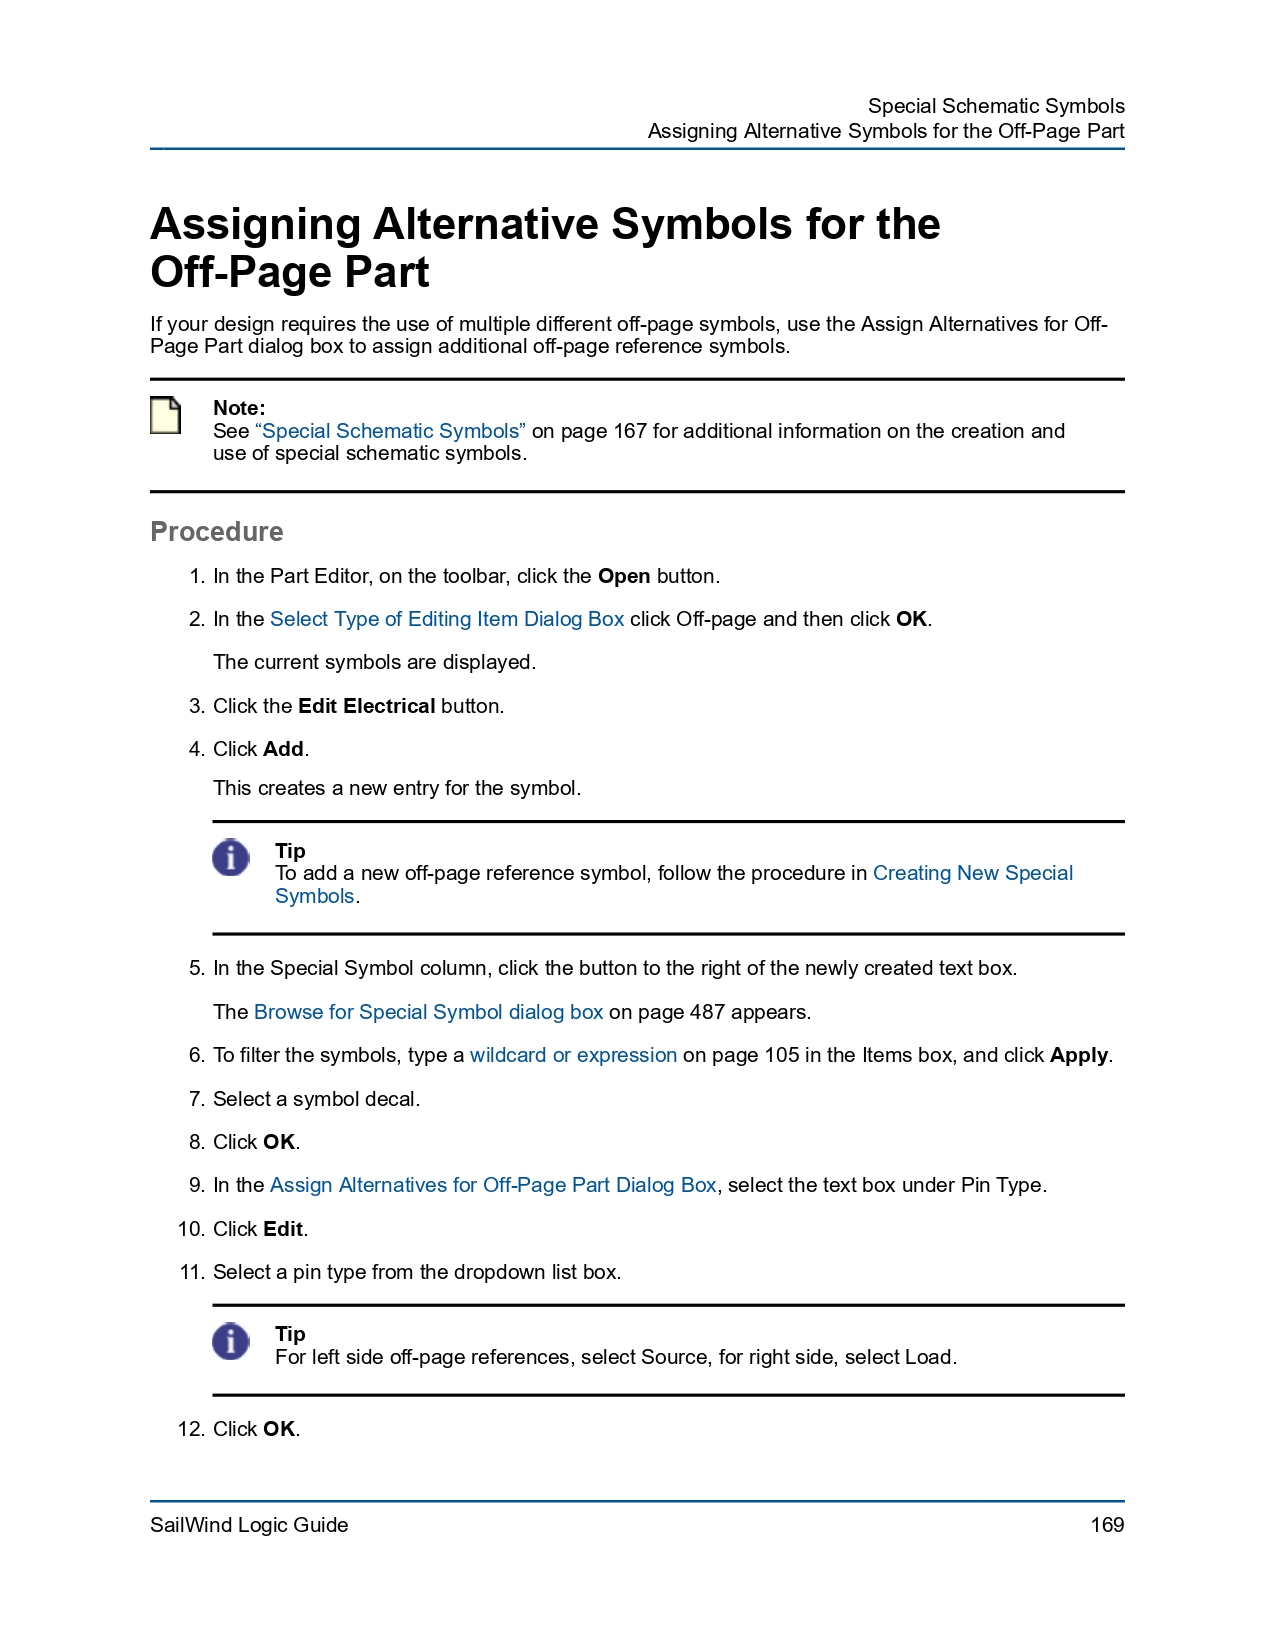 Special Schematic Symbols
Assigning Alternative Symbols for the Off-Page Part
Assigning Alternative Symbols for the
Off-Page Part
If your design requires the use of multiple different off-page symbols, use the Assign Alternatives for Off-
Page Part dialog box to assign additional off-page reference symbols.
Note:
See “Special Schematic Symbols” on page 167 for additional information on the creation and
use of special schematic symbols.
Procedure
1. In the Part Editor, on the toolbar, click the Open button.
2. In the Select Type of Editing Item Dialog Box click Off-page and then click OK.
The current symbols are displayed.
3. Click the Edit Electrical button.
4. Click Add.
This creates a new entry for the symbol.
Tip
To add a new off-page reference symbol, follow the procedure in Creating New Special
Symbols.
5. In the Special Symbol column, click the button to the right of the newly created text box.
The Browse for Special Symbol dialog box on page 487 appears.
6. To filter the symbols, type a wildcard or expression on page 105 in the Items box, and click Apply.
7. Select a symbol decal.
8. Click OK.
9. In the Assign Alternatives for Off-Page Part Dialog Box, select the text box under Pin Type.
10. Click Edit.
11. Select a pin type from the dropdown list box.
Tip
For left side off-page references, select Source, for right side, select Load.
12. Click OK.
SailWind Logic Guide
169